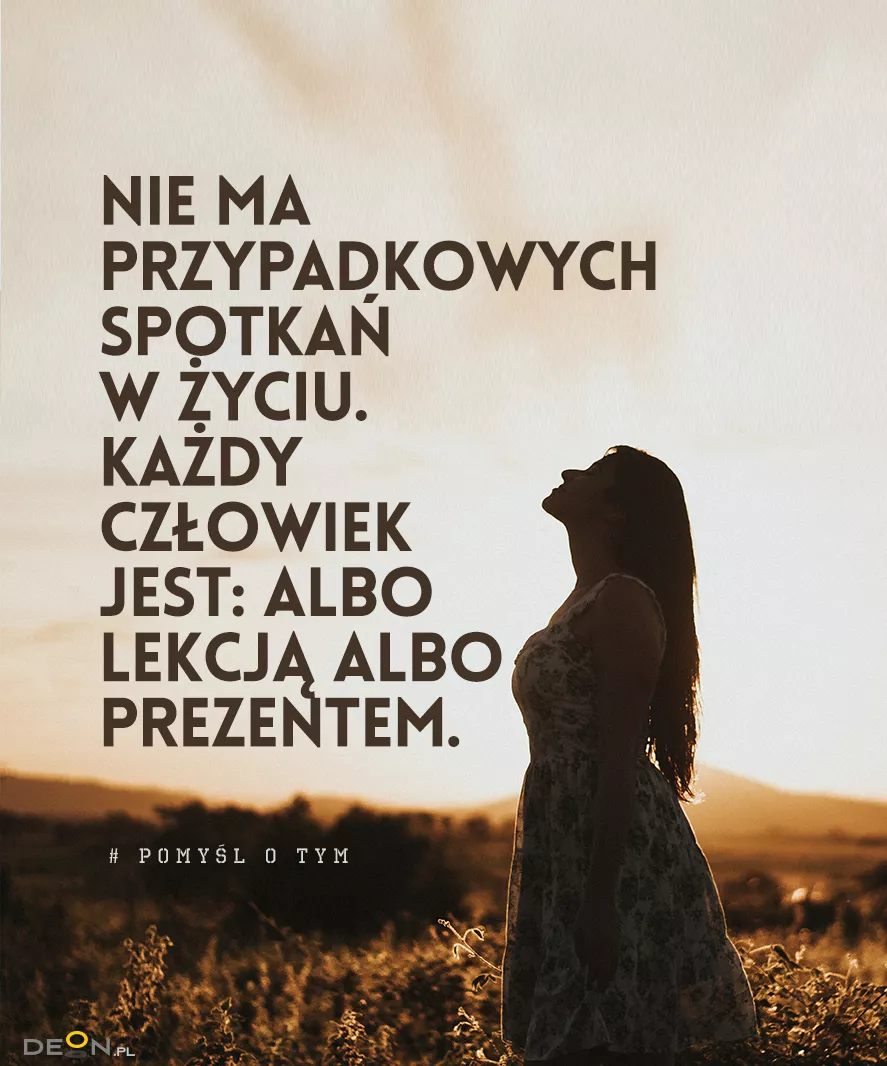 NIE MA
PRZYPADKOWYCH
SPOTKAŃ
W ŻYCIU.
KAŻDY
CZŁOWIEK
JEST: ALBO
LEKCJĄ ALBO
PREZENTEM.
# POMYŚL O TYM
DEON.PL